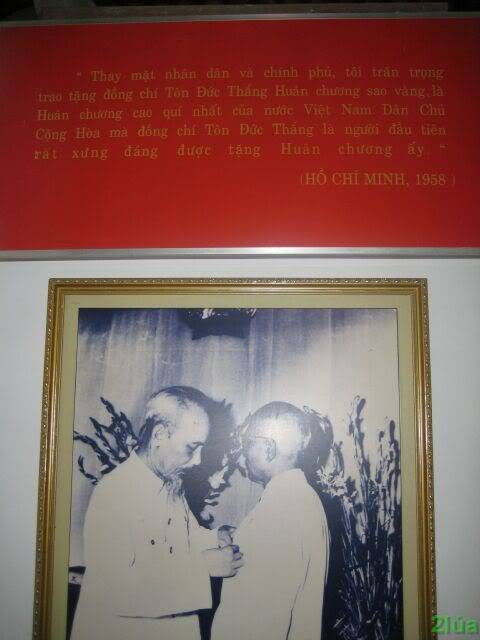 " Thay mặt nhân dân và chính phủ, tôi trân trọng
trao tặng đồng chí Tôn Đức Thắng Huân chương sao vàng là
Huân chương cao quí nhất của nước Việt Nam Dân Chủ
Cộng Hòa mà đồng chí Tôn Đức Thắng là người đầu tiên
rất xứng đáng được tặng Huân chương ấy. "
(HỒ CHÍ MINH, 1958 )
2lúa